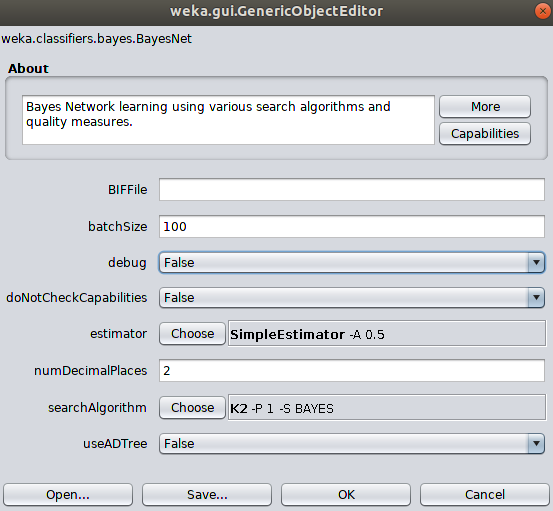 weka.gui.GenericObjectEditor
weka.classifiers.bayes.BayesNet
About
Bayes Network learning using various search algorithms and
quality measures.
More
Capabilities
BIFFile
batchSize 100
debug False
doNotCheckCapabilities False
estimator Choose SimpleEstimator -A 0.5
numDecimalPlaces 2
searchAlgorithm Choose K2 -P 1 -S BAYES
useADTree False
Open... Save... OK Cancel